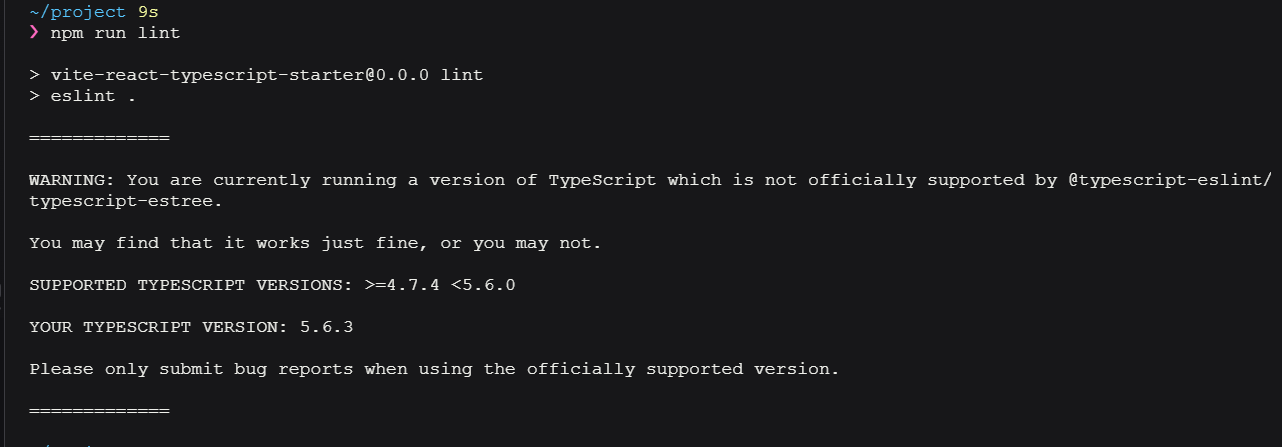 ~/project 9s
❯ npm run lint
> vite-react-typescript-starter@0.0.0 lint
> eslint .
=============
WARNING: You are currently running a version of TypeScript which is not officially supported by @typescript-eslint/
typescript-estree.
You may find that it works just fine, or you may not.
SUPPORTED TYPESCRIPT VERSIONS: >=4.7.4 <5.6.0
YOUR TYPESCRIPT VERSION: 5.6.3
Please only submit bug reports when using the officially supported version.
=============